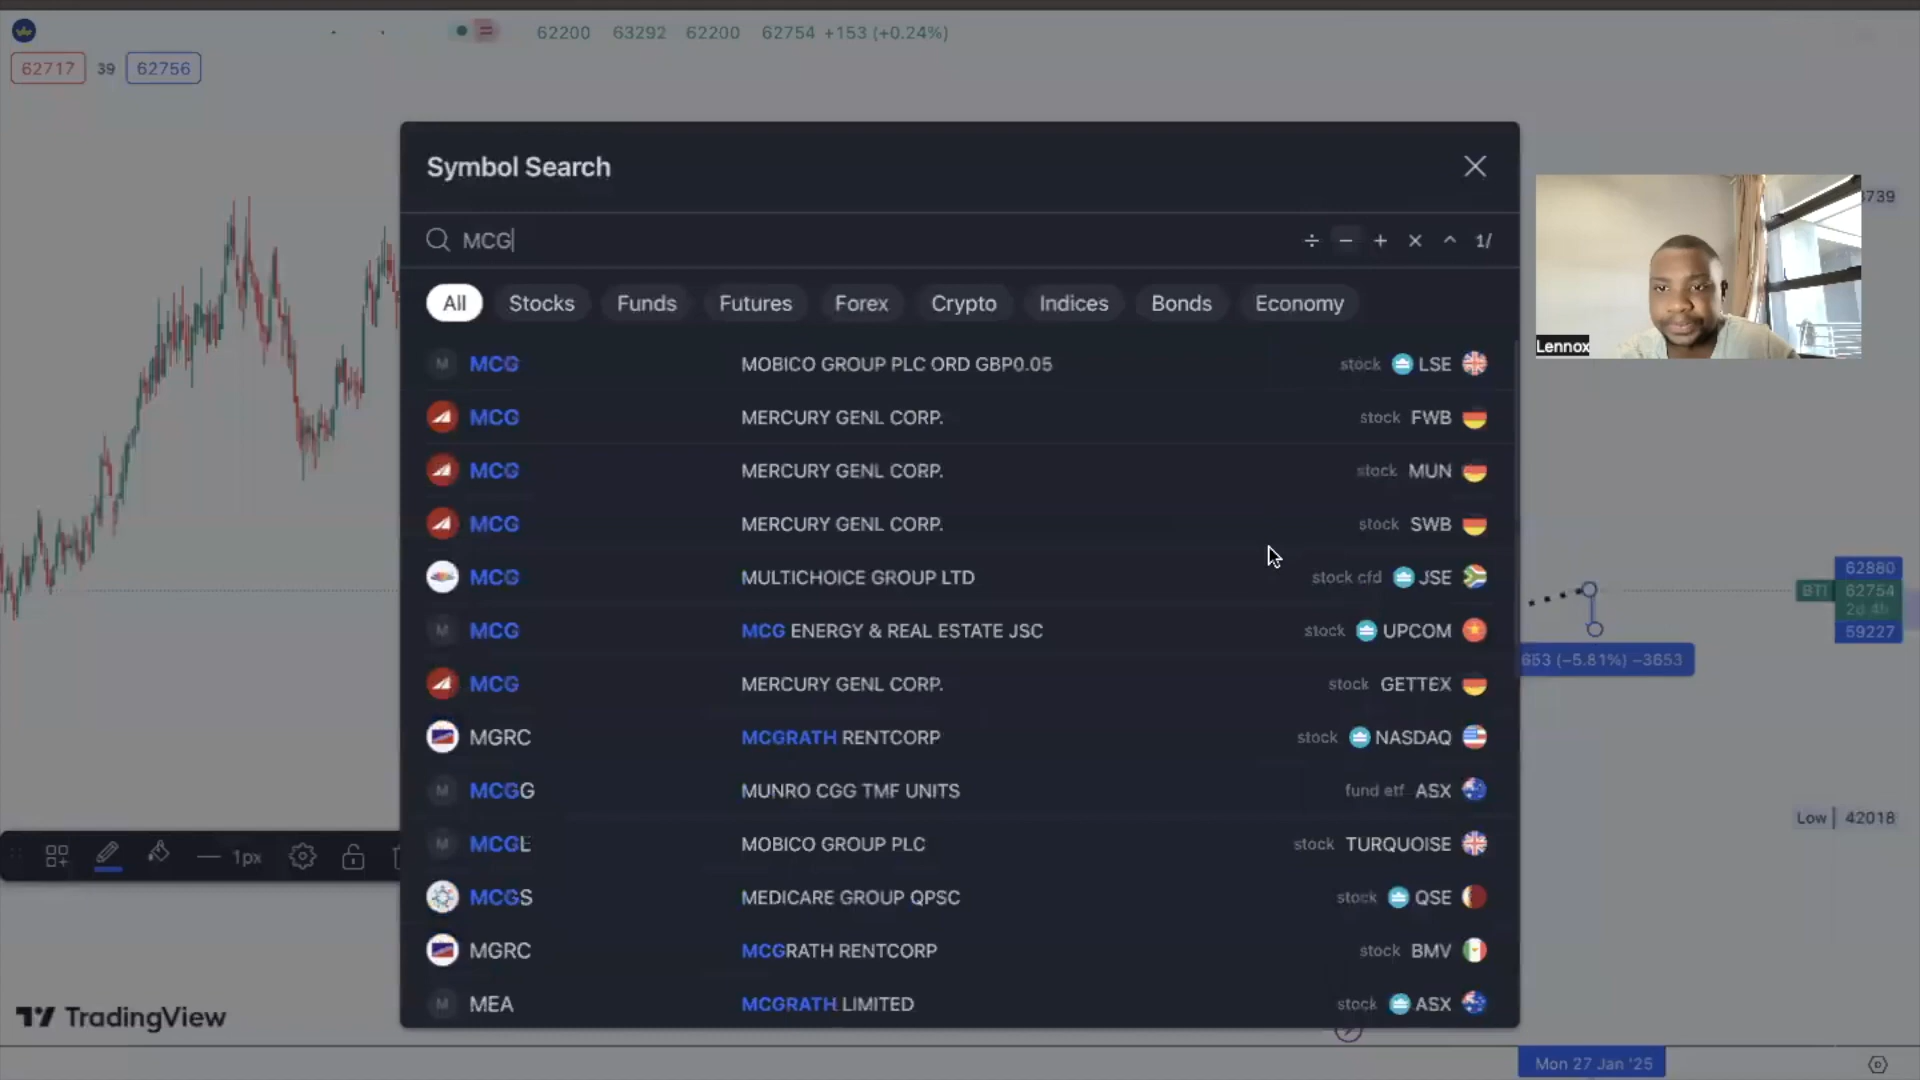 62200 63292 62200 62754 +153 (+0.24%)
62717 39 62756
Symbol Search
MCG
÷ − + × ^ 1/
All Stocks Funds Futures Forex Crypto Indices Bonds Economy
MCG MOBICO GROUP PLC ORD GBP0.05 stock LSE
MCG MERCURY GENL CORP. stock FWB
MCG MERCURY GENL CORP. stock MUN
MCG MERCURY GENL CORP. stock SWB
MCG MULTICHOICE GROUP LTD stock cfd JSE
MCG MCG ENERGY & REAL ESTATE JSC stock UPCOM
MCG MERCURY GENL CORP. stock GETTEX
MGRC MCGRATH RENTCORP stock NASDAQ
MCGG MUNRO CGG TMF UNITS fund etf ASX
MCGL MOBICO GROUP PLC stock TURQUOISE
MCGS MEDICARE GROUP QPSC stock QSE
MGRC MCGRATH RENTCORP stock BMV
MEA MCGRATH LIMITED stock ASX
Lennox
3739
62880
BTI 62754
2d 4h
59227
653 (−5.81%) −3653
Low 42018
1px
TradingView
Mon 27 Jan '25